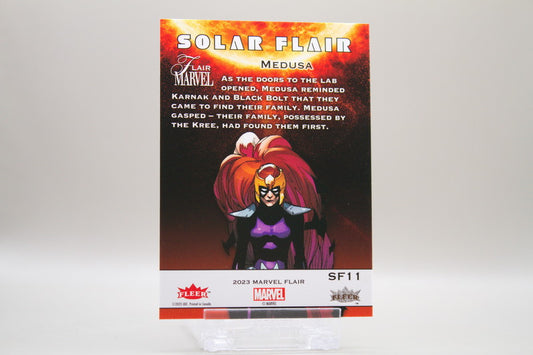 SOLAR FLAIR
MEDUSA
FLAIR
MARVEL
AS THE DOORS TO THE LAB
OPENED, MEDUSA REMINDED
KARNAK AND BLACK BOLT THAT THEY
CAME TO FIND THEIR FAMILY. MEDUSA
GASPED – THEIR FAMILY, POSSESSED BY
THE KREE, HAD FOUND THEM FIRST.
SF11
2023 MARVEL FLAIR
FLEER
MARVEL
FLEER
© MARVEL